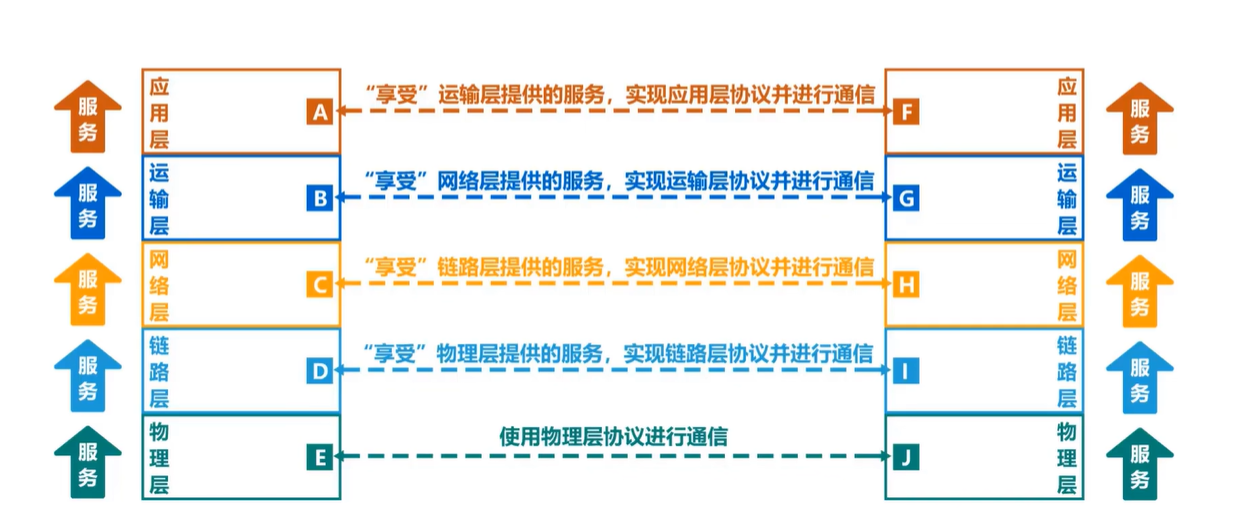 服务
应用层
A
“享受”运输层提供的服务，实现应用层协议并进行通信
F
应用层
服务
服务
运输层
B
“享受”网络层提供的服务，实现运输层协议并进行通信
G
运输层
服务
服务
网络层
C
“享受”链路层提供的服务，实现网络层协议并进行通信
H
网络层
服务
服务
链路层
D
“享受”物理层提供的服务，实现链路层协议并进行通信
I
链路层
服务
服务
物理层
E
使用物理层协议进行通信
J
物理层
服务